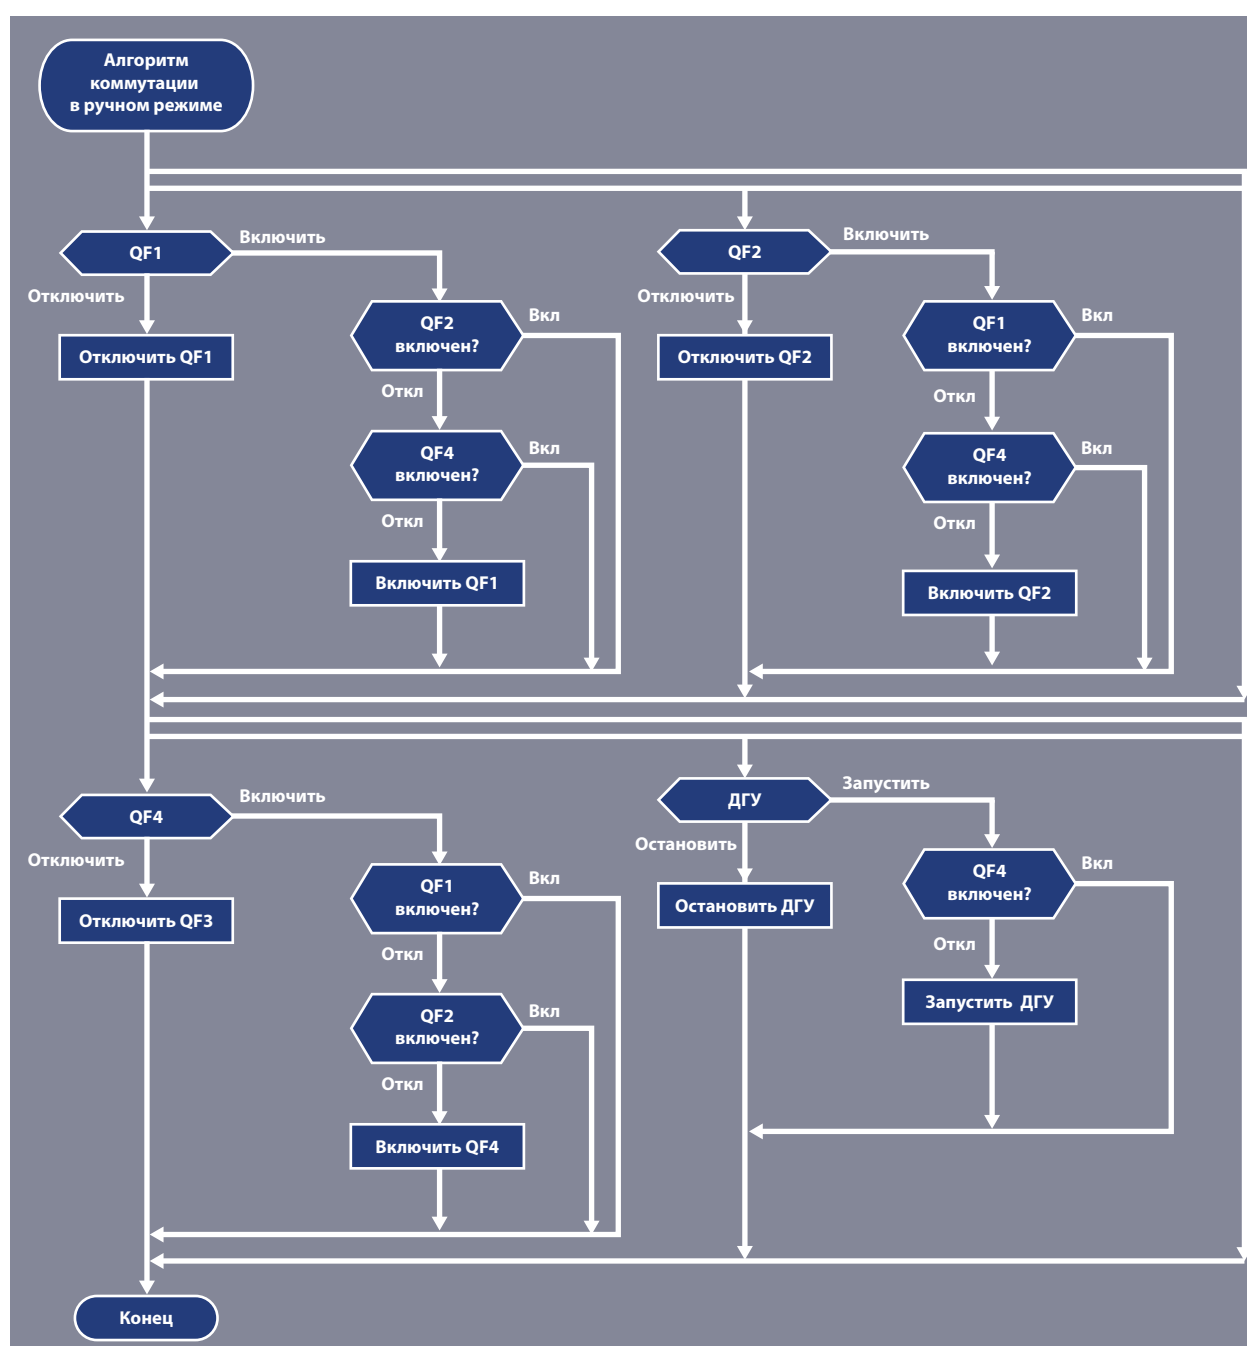 Алгоритм
коммутации
в ручном режиме
QF1
Включить
Отключить
Отключить QF1
QF2
включен?
Вкл
Откл
QF4
включен?
Вкл
Откл
Включить QF1
QF2
Включить
Отключить
Отключить QF2
QF1
включен?
Вкл
Откл
QF4
включен?
Вкл
Откл
Включить QF2
QF4
Включить
Отключить
Отключить QF3
QF1
включен?
Вкл
Откл
QF2
включен?
Вкл
Откл
Включить QF4
ДГУ
Запустить
Остановить
Остановить ДГУ
QF4
включен?
Вкл
Откл
Запустить ДГУ
Конец